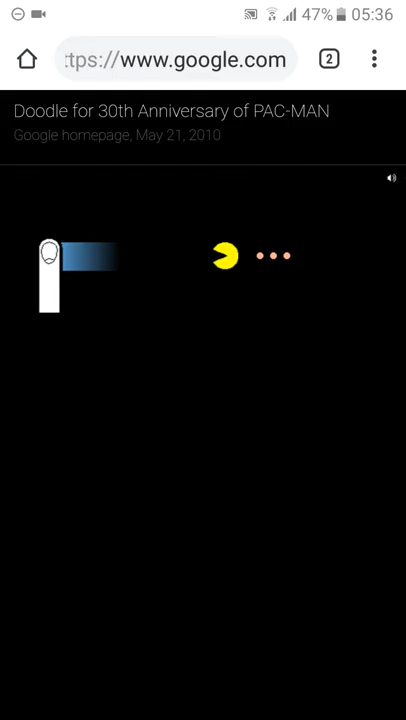 47% 05:36
ttps://www.google.com
2
Doodle for 30th Anniversary of PAC-MAN
Google homepage, May 21, 2010